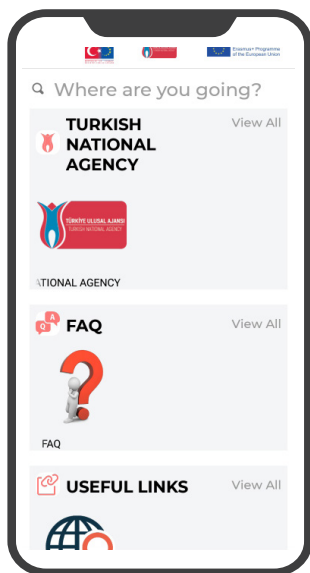 Erasmus+ Programme
of the European Union
Where are you going?
TURKISH
NATIONAL
AGENCY
View All
TÜRKİYE ULUSAL AJANSI
TURKISH NATIONAL AGENCY
ATIONAL AGENCY
Q A
FAQ
View All
FAQ
USEFUL LINKS
View All